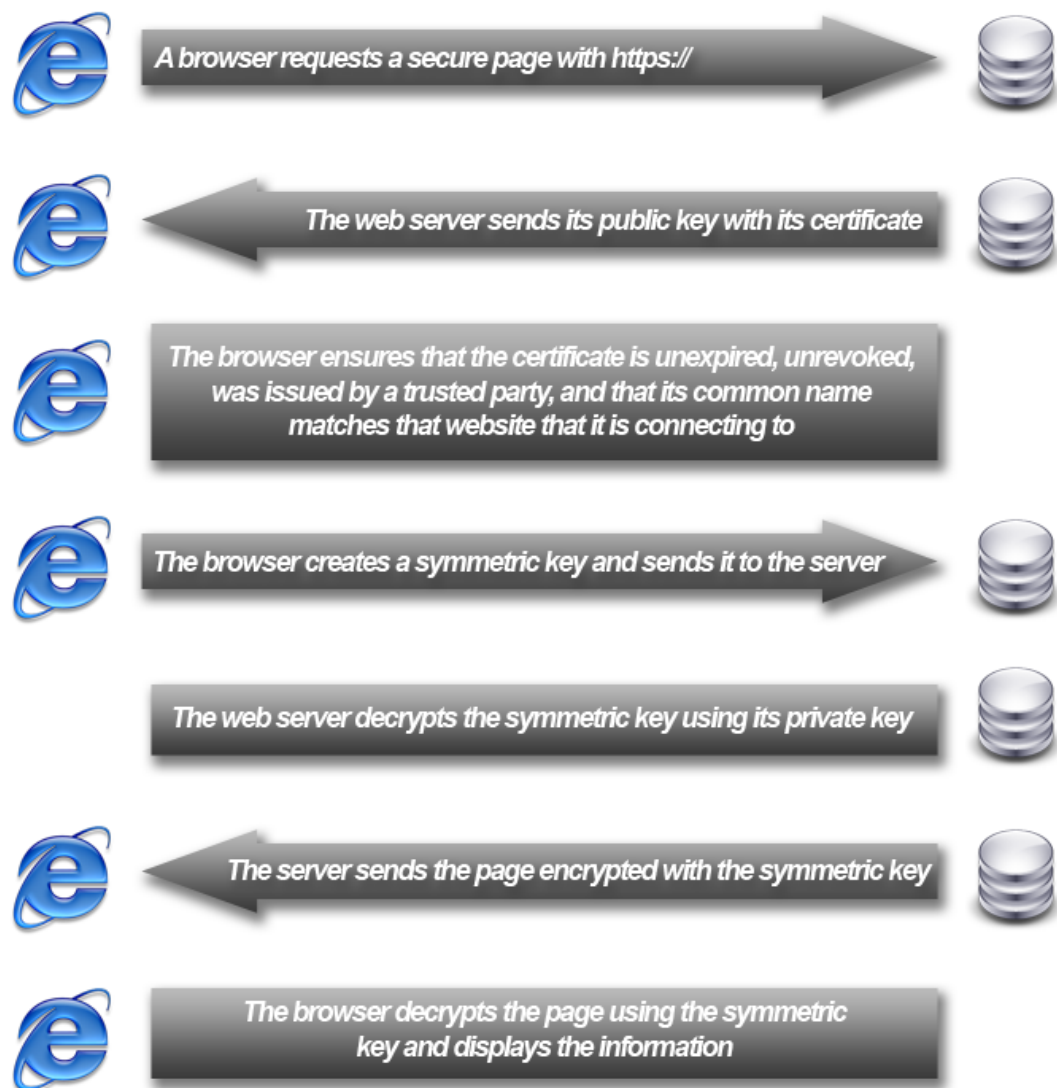 A browser requests a secure page with https://
The web server sends its public key with its certificate
The browser ensures that the certificate is unexpired, unrevoked,
was issued by a trusted party, and that its common name
matches that website that it is connecting to
The browser creates a symmetric key and sends it to the server
The web server decrypts the symmetric key using its private key
The server sends the page encrypted with the symmetric key
The browser decrypts the page using the symmetric
key and displays the information